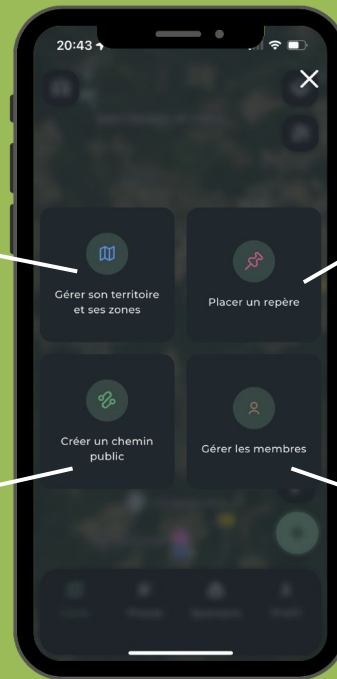 20:43
Gérer son territoire
et ses zones
Placer un repère
Créer un chemin
public
Gérer les membres